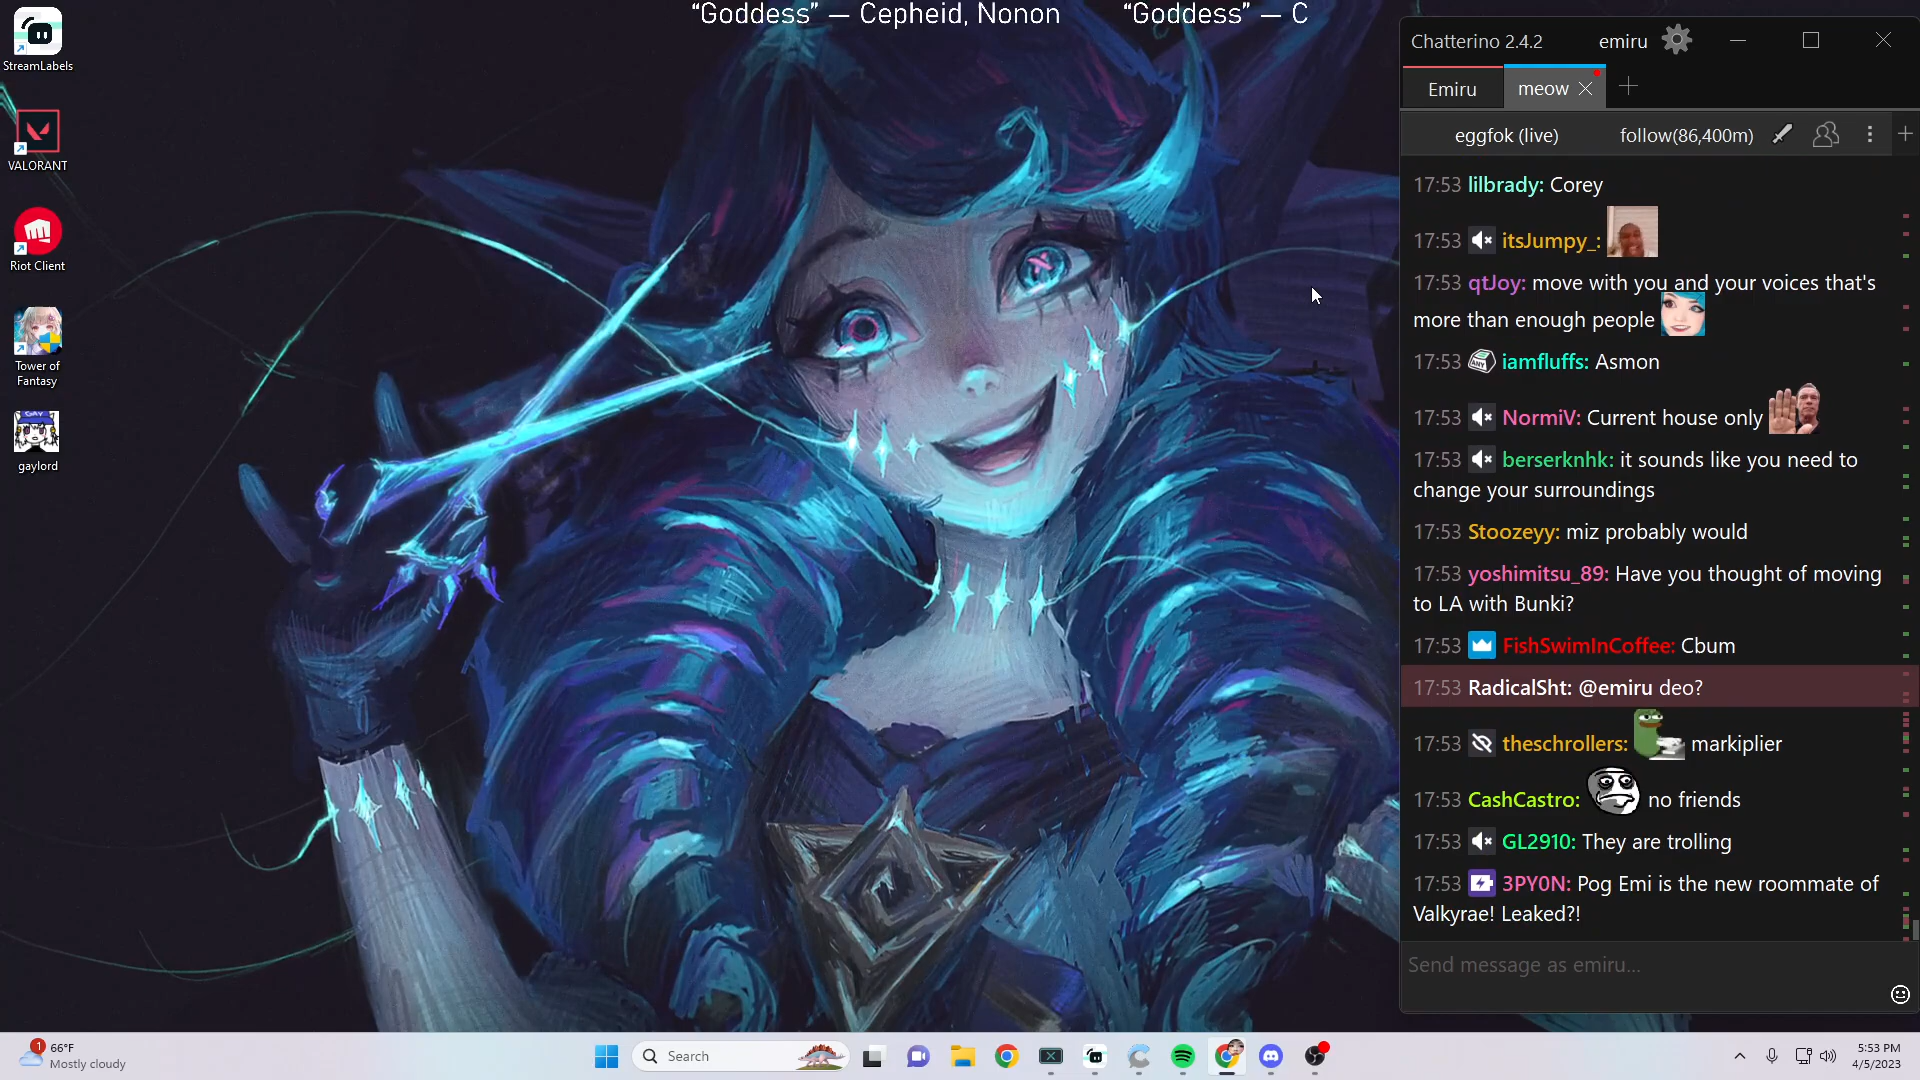 “Goddess” — Cepheid, Nonon “Goddess” — C
StreamLabels
VALORANT
Riot Client
Tower of
Fantasy
GAY
gaylord
Chatterino 2.4.2 emiru
Emiru meow
eggfok (live) follow(86,400m)
17:53 lilbrady: Corey
17:53 itsJumpy_:
17:53 qtJoy: move with you and your voices that's
more than enough people
17:53 ANY iamfluffs: Asmon
17:53 NormiV: Current house only
17:53 berserknhk: it sounds like you need to
change your surroundings
17:53 Stoozeyy: miz probably would
17:53 yoshimitsu_89: Have you thought of moving
to LA with Bunki?
17:53 FishSwimInCoffee: Cbum
17:53 RadicalSht: @emiru deo?
17:53 theschrollers: markiplier
17:53 CashCastro: no friends
17:53 GL2910: They are trolling
17:53 3PY0N: Pog Emi is the new roommate of
Valkyrae! Leaked?!
Send message as emiru...
1
66°F
Mostly cloudy
Search
5:53 PM
4/5/2023